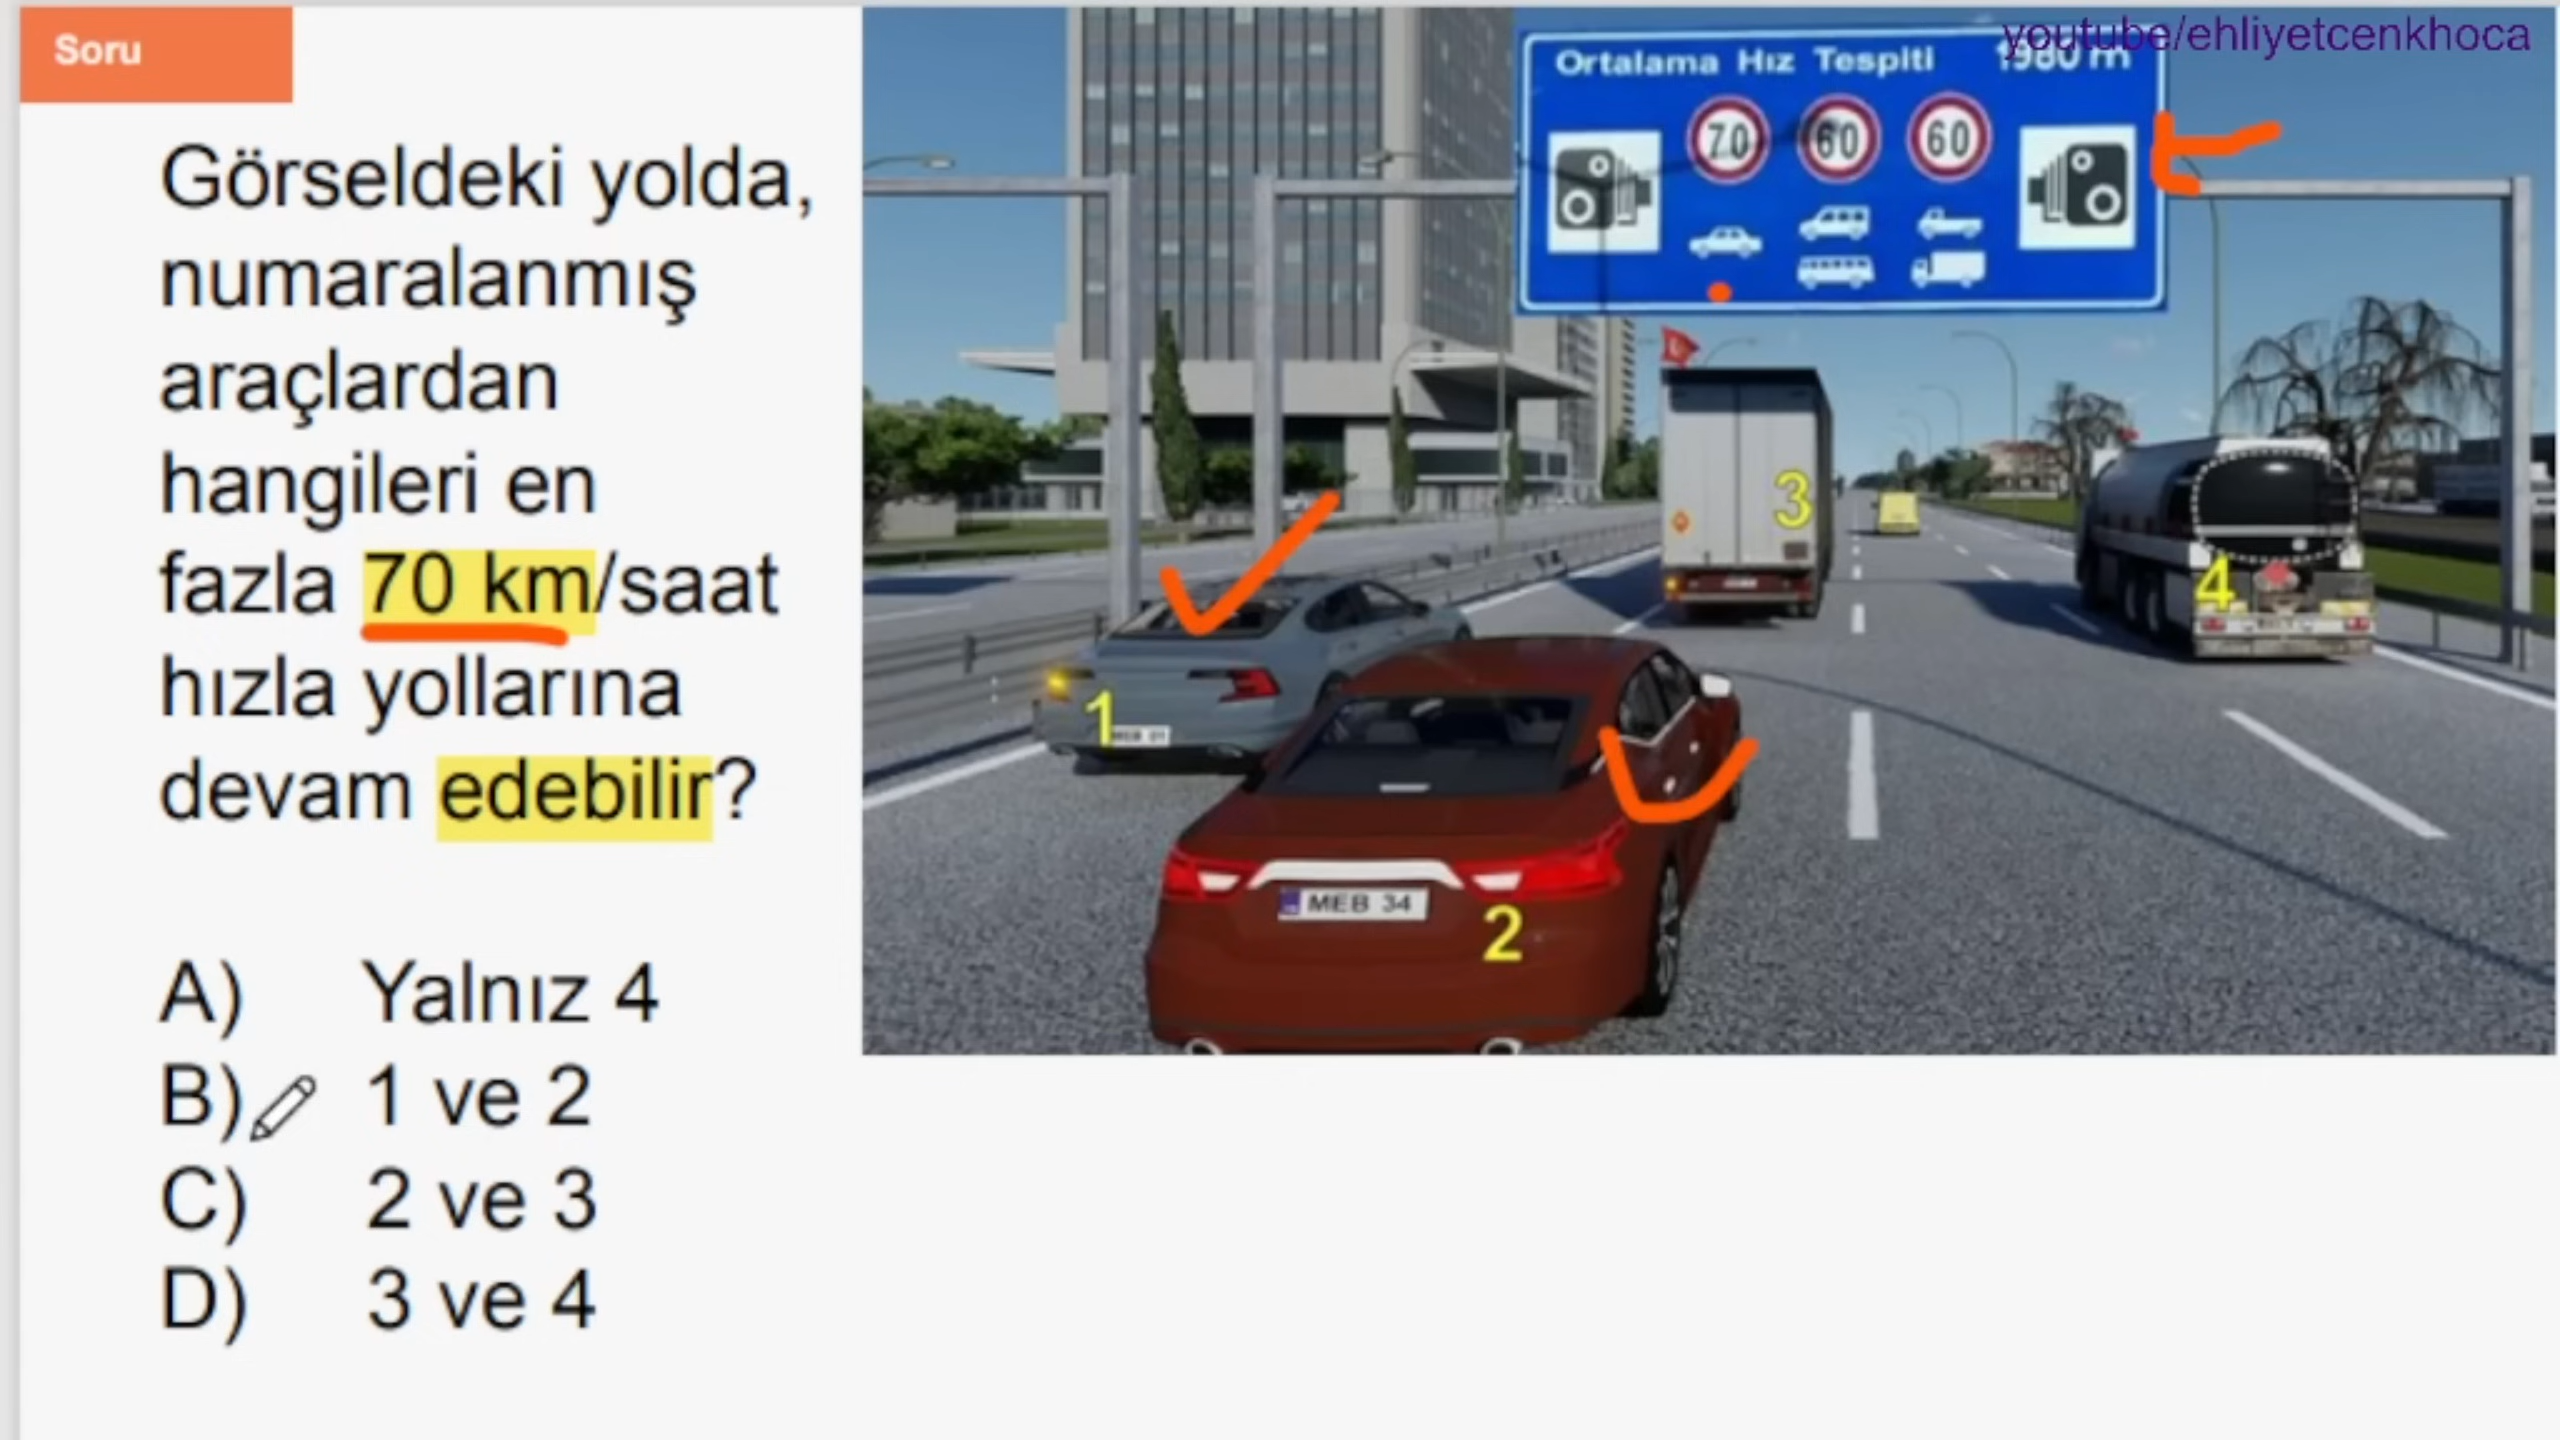 Soru
youtube/ehliyetcenkhoca
Ortalama Hız Tespiti 1980 m
70 60 60
Görseldeki yolda,
numaralanmış
araçlardan
hangileri en
fazla 70 km/saat
hızla yollarına
devam edebilir?
3
4
1
MEB 34
2
A) Yalnız 4
B) 1 ve 2
C) 2 ve 3
D) 3 ve 4